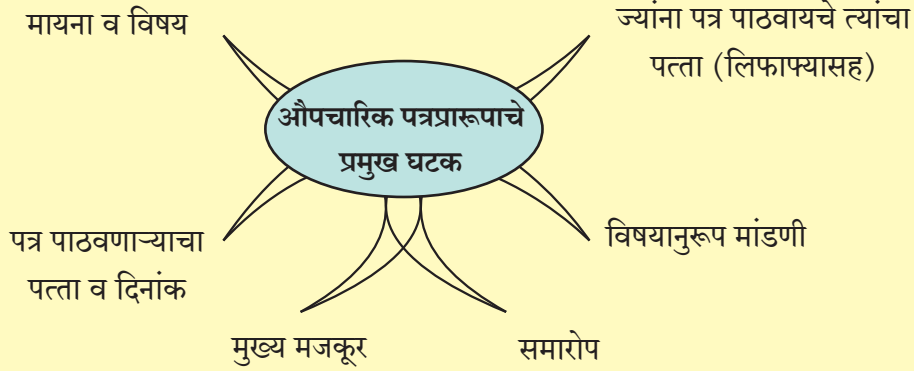 मायना व विषय
ज्यांना पत्र पाठवायचे त्यांचा
पत्ता (लिफाफ्यासह)
औपचारिक पत्रप्रारूपाचे
प्रमुख घटक
पत्र पाठवणाऱ्याचा
पत्ता व दिनांक
विषयानुरूप मांडणी
मुख्य मजकूर
समारोप